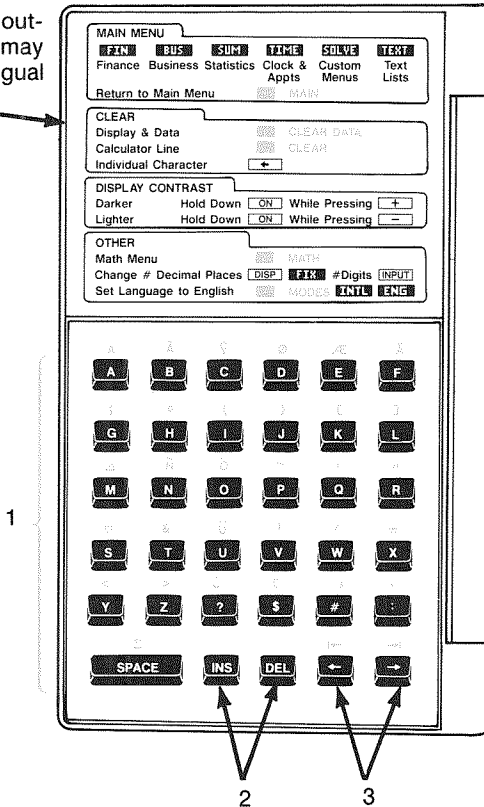 out-
may
gual
MAIN MENU
FIN BUS SUM TIME SOLVE TEXT
Finance Business Statistics Clock & Custom Text
Appts Menus Lists
Return to Main Menu MAIN
CLEAR
Display & Data CLEAR DATA
Calculator Line CLEAR
Individual Character ←
DISPLAY CONTRAST
Darker Hold Down ON While Pressing +
Lighter Hold Down ON While Pressing −
OTHER
Math Menu MATH
Change # Decimal Places DISP FIX #Digits INPUT
Set Language to English MODES INTL ENG
A B C D E F
G H I J K L
M N O P Q R
1
S T U V W X
Y Z ? $ # :
SPACE INS DEL ← →
2 3